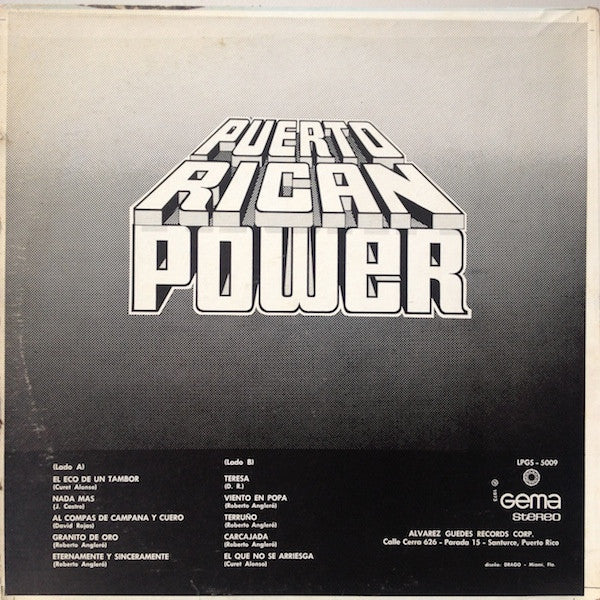 PUERTO
RICAN
POWER
(Lado A)
EL ECO DE UN TAMBOR
(Curet Alonso)
NADA MAS
(J. Castro)
AL COMPAS DE CAMPANA Y CUERO
(David Rojas)
GRANITO DE ORO
(Roberto Angleró)
ETERNAMENTE Y SINCERAMENTE
(Roberto Angleró)
(Lado B)
TERESA
(D. R.)
VIENTO EN POPA
(Roberto Angleró)
TERRUÑO
(Roberto Angleró)
CARCAJADA
(Roberto Angleró)
EL QUE NO SE ARRIESGA
(Curet Alonso)
LPGS - 5009
Gema
stereo
ALVAREZ GUEDES RECORDS CORP.
Calle Cerra 626 - Parada 15 - Santurce, Puerto Rico
diseño: DRAGO - Miami, Fla.